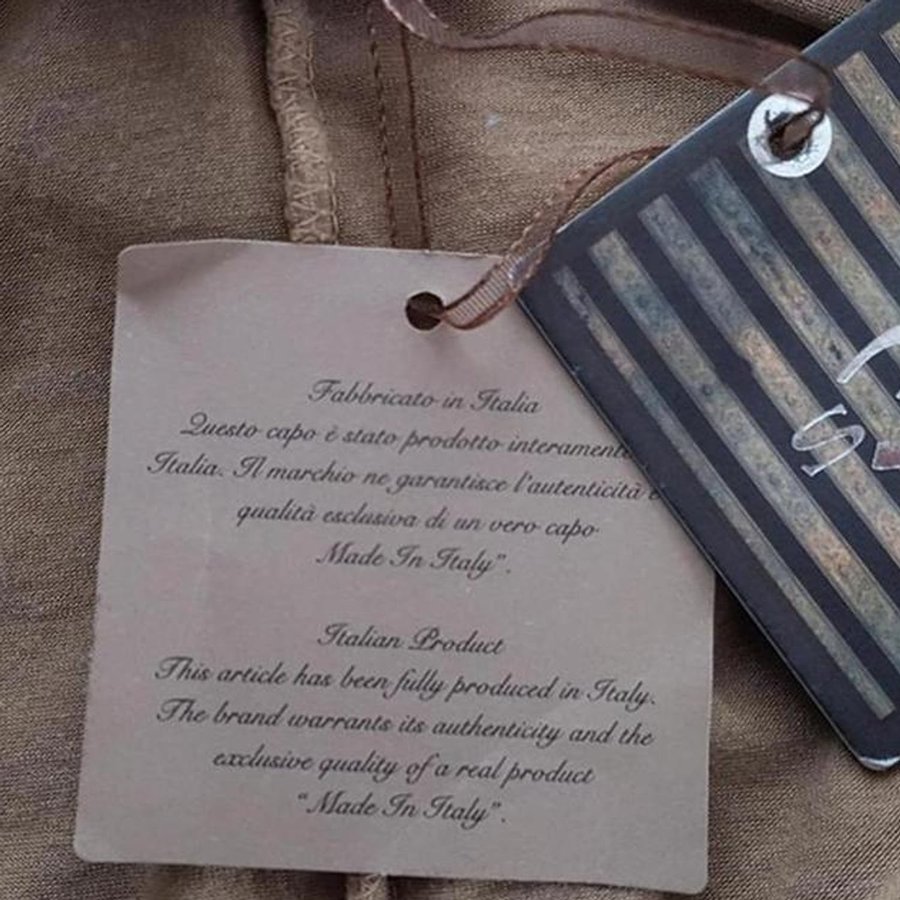 Fabbricato in Italia
Questo capo è stato prodotto
Italia. Il marchio ne garantisce l'autenticità e
qualità esclusiva di un vero capo
Made In Italy".
Italian Product
This article has been fully produced in Italy.
The brand warrants its authenticity and the
exclusive quality of a real product
"Made In Italy".